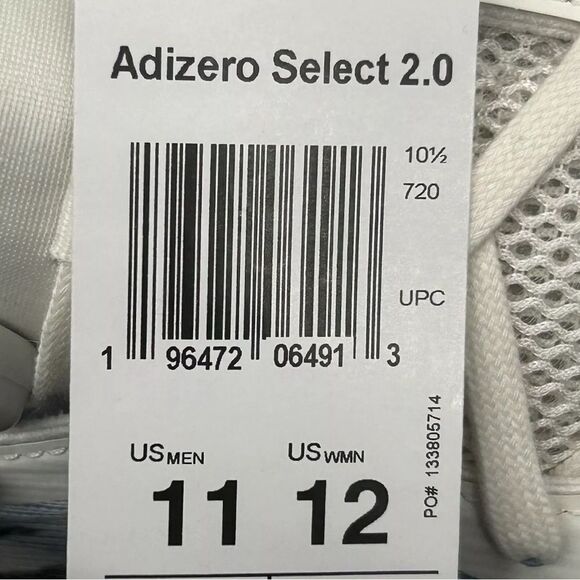 Adizero Select 2.0
10½
720
UPC
1 96472 06491 3
US MEN US WMN
11 12
PO# 133805714